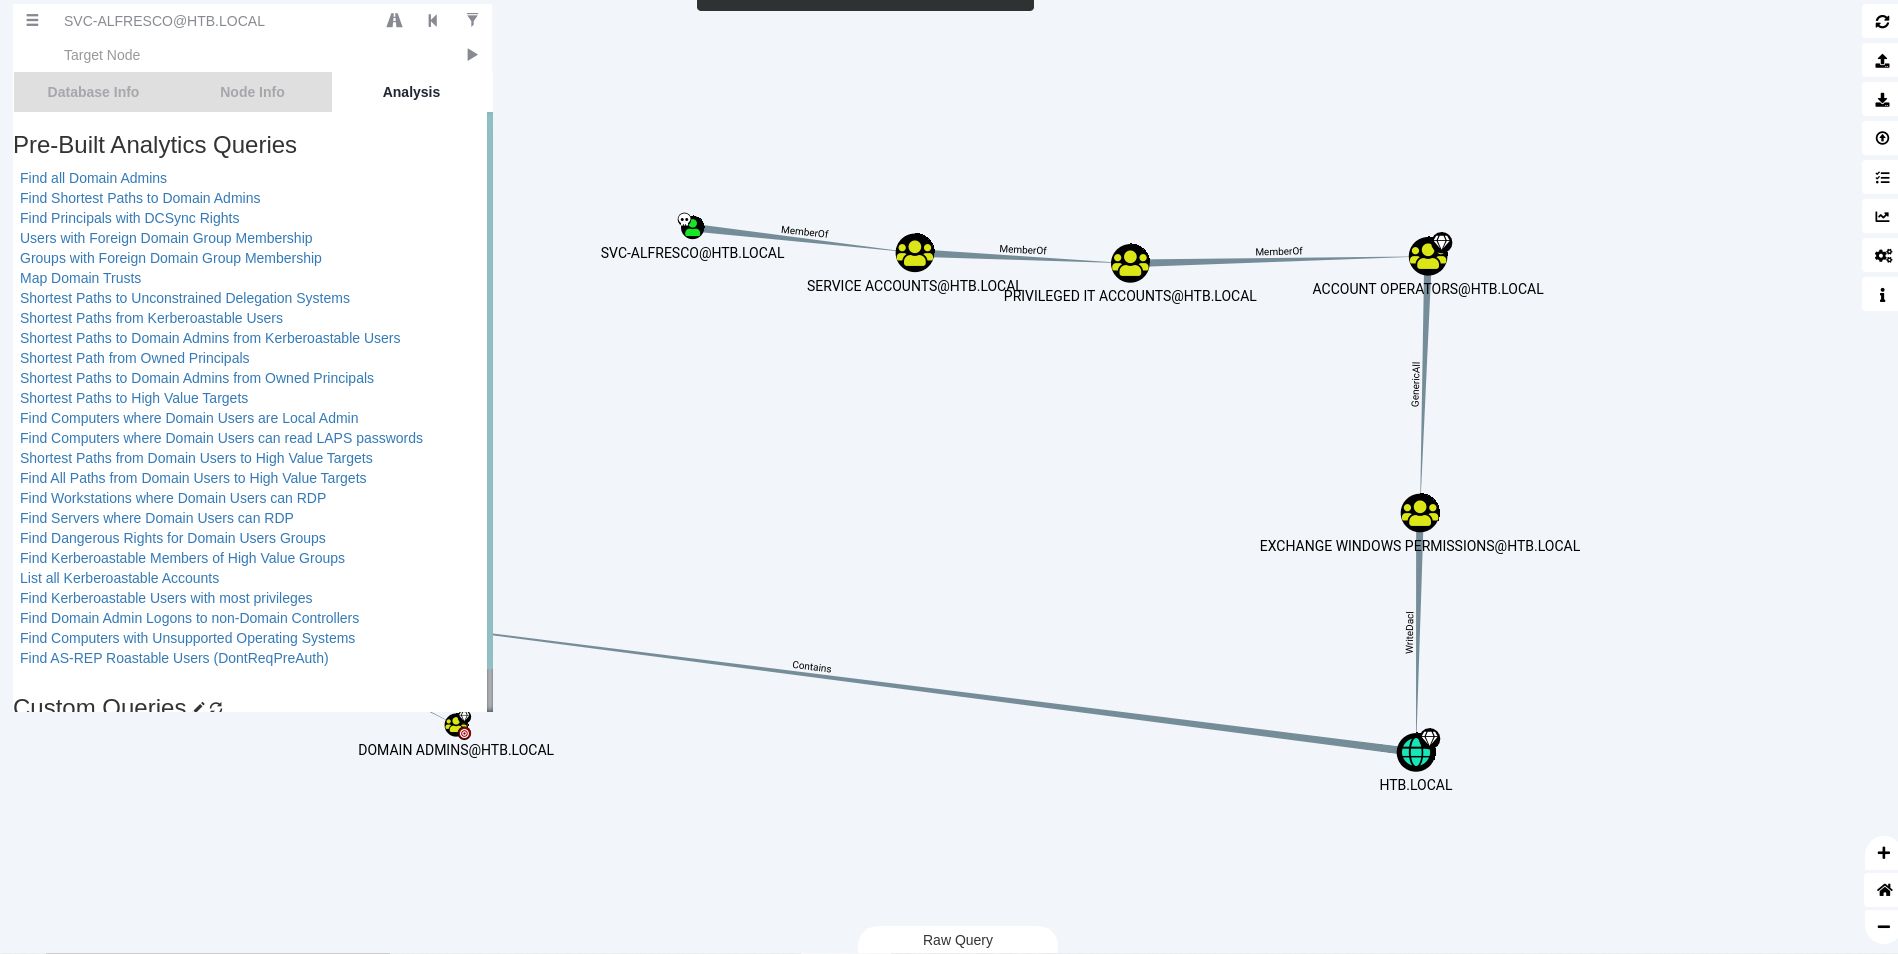 SVC-ALFRESCO@HTB.LOCAL
Target Node
Database Info
Node Info
Analysis
Pre-Built Analytics Queries
Find all Domain Admins
Find Shortest Paths to Domain Admins
Find Principals with DCSync Rights
Users with Foreign Domain Group Membership
Groups with Foreign Domain Group Membership
Map Domain Trusts
Shortest Paths to Unconstrained Delegation Systems
Shortest Paths from Kerberoastable Users
Shortest Paths to Domain Admins from Kerberoastable Users
Shortest Path from Owned Principals
Shortest Paths to Domain Admins from Owned Principals
Shortest Paths to High Value Targets
Find Computers where Domain Users are Local Admin
Find Computers where Domain Users can read LAPS passwords
Shortest Paths from Domain Users to High Value Targets
Find All Paths from Domain Users to High Value Targets
Find Workstations where Domain Users can RDP
Find Servers where Domain Users can RDP
Find Dangerous Rights for Domain Users Groups
Find Kerberoastable Members of High Value Groups
List all Kerberoastable Accounts
Find Kerberoastable Users with most privileges
Find Domain Admin Logons to non-Domain Controllers
Find Computers with Unsupported Operating Systems
Find AS-REP Roastable Users (DontReqPreAuth)
Custom Queries
SVC-ALFRESCO@HTB.LOCAL
MemberOf
SERVICE ACCOUNTS@HTB.LOCAL
MemberOf
PRIVILEGED IT ACCOUNTS@HTB.LOCAL
MemberOf
ACCOUNT OPERATORS@HTB.LOCAL
GenericAll
EXCHANGE WINDOWS PERMISSIONS@HTB.LOCAL
WriteDacl
HTB.LOCAL
Contains
DOMAIN ADMINS@HTB.LOCAL
Raw Query